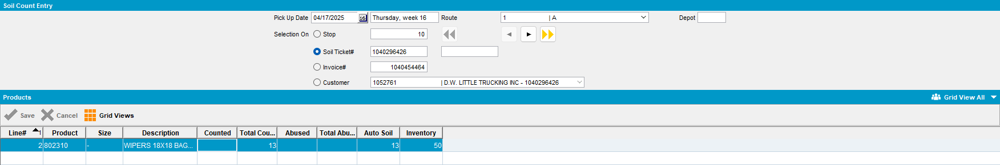 Soil Count Entry
Pick Up Date 04/17/2025 16 Thursday, week 16 Route 1 | A Depot
Selection On Stop 10
Soil Ticket# 1040296426
Invoice# 1040454464
Customer 1052761 | D.W. LITTLE TRUCKING INC - 1040296426
Products Grid View All
Save Cancel Grid Views
Line# 1 Product Size Description Counted Total Cou... Abused Total Abu... Auto Soil Inventory
2 802310 - WIPERS 18X18 BAG... 13 13 50